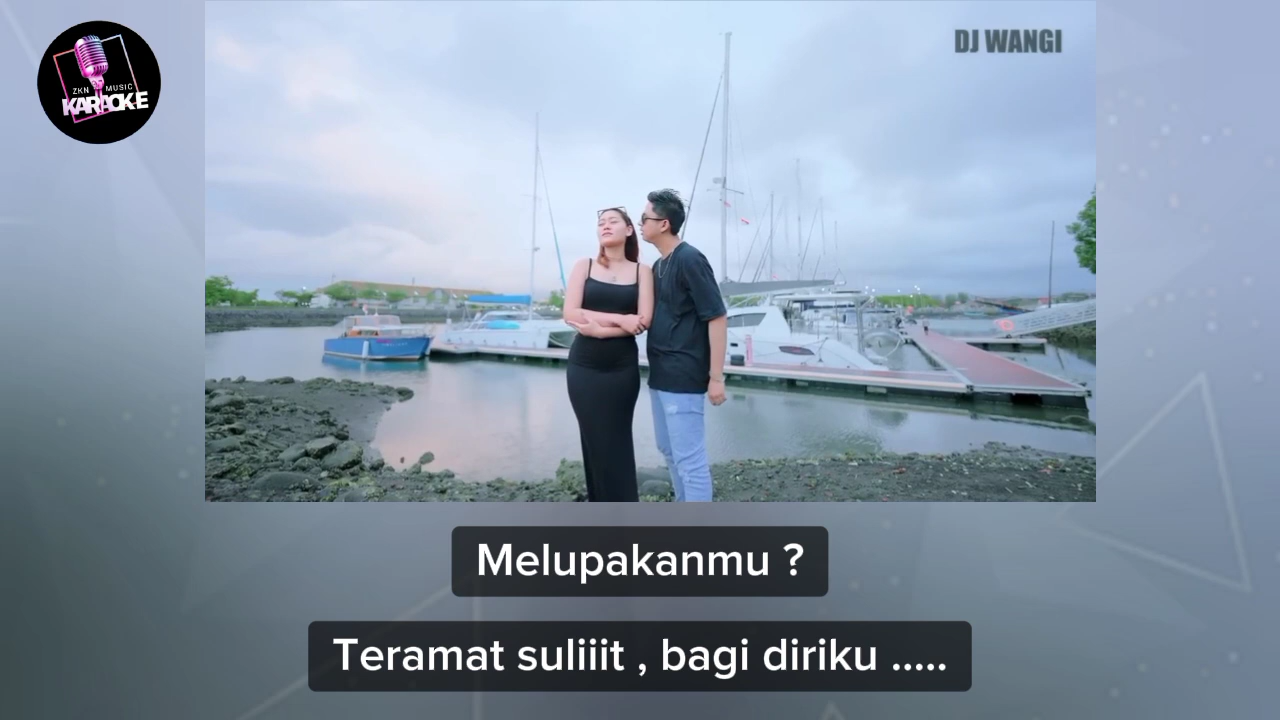 ZKN MUSIC
KARAOKE
DJ WANGI
Melupakanmu ?
Teramat suliiit , bagi diriku .....